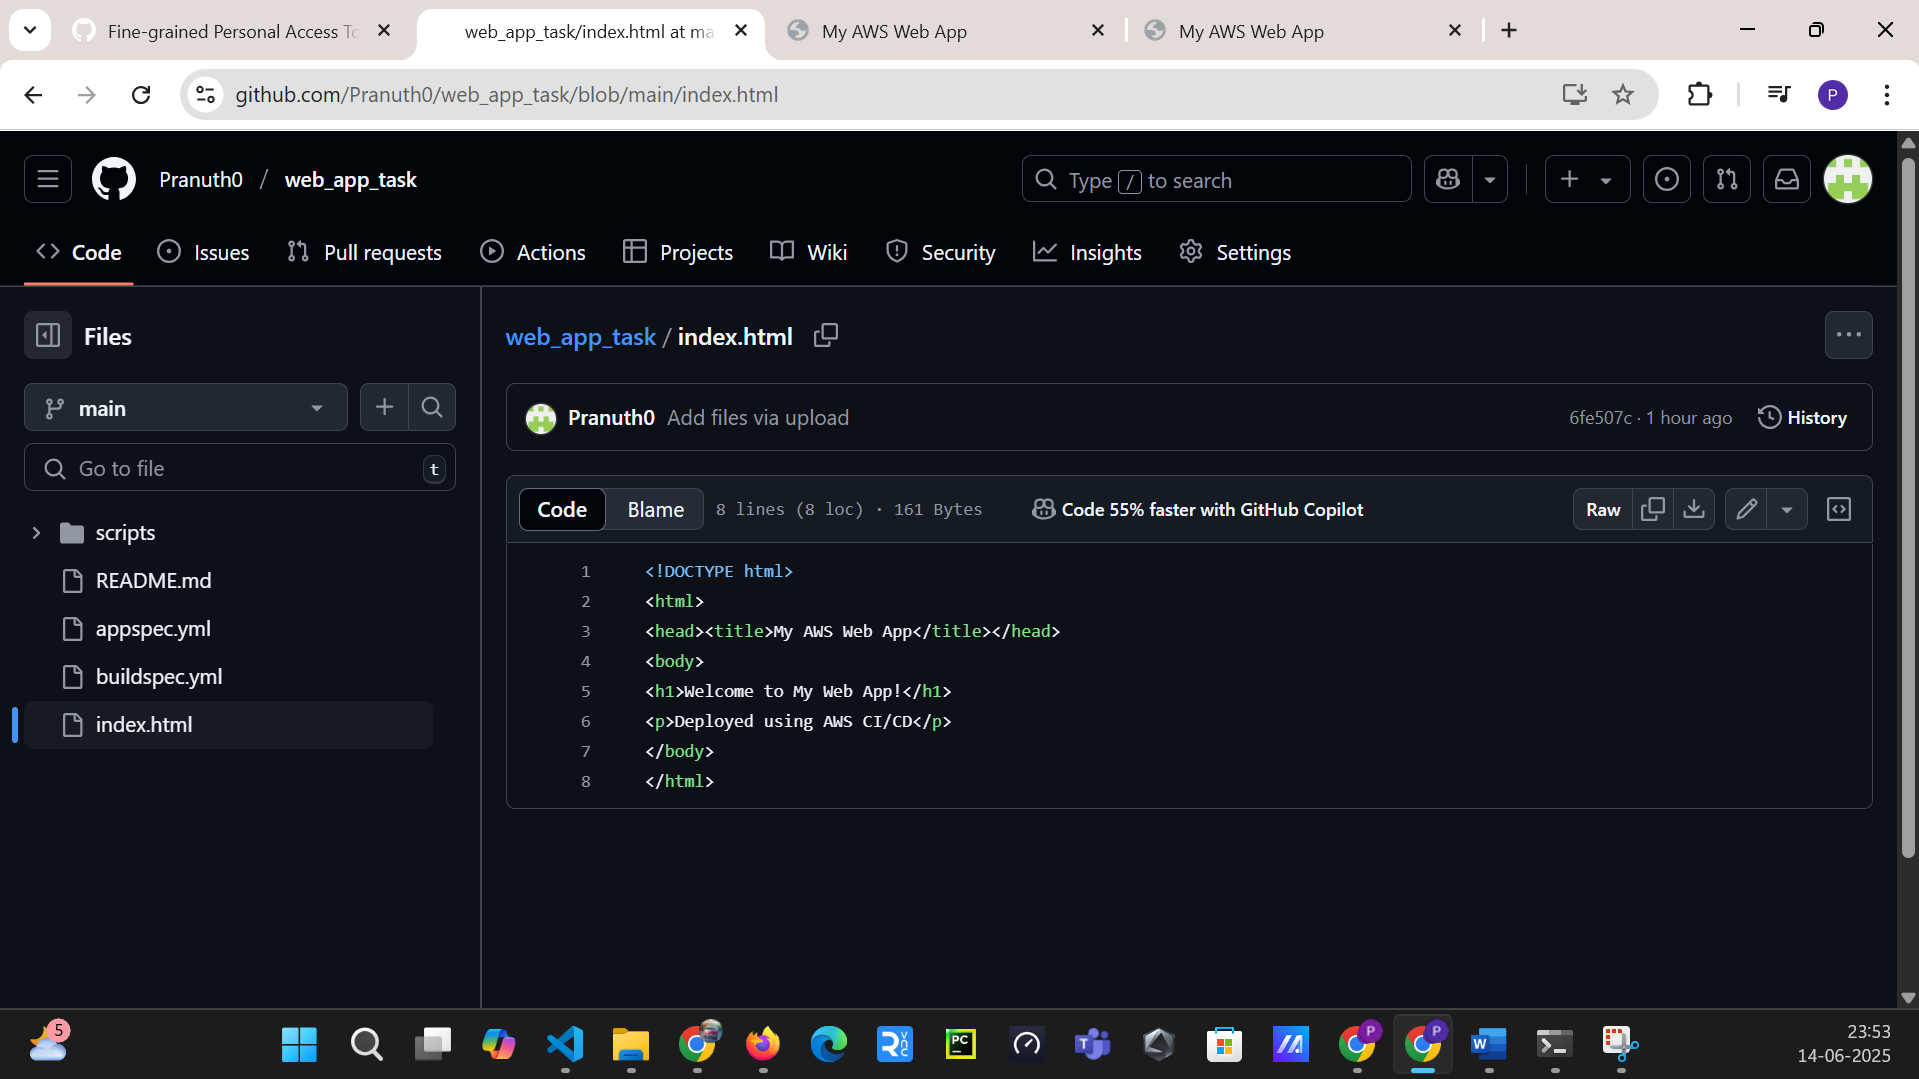 Fine-grained Personal Access To
web_app_task/index.html at ma
My AWS Web App
My AWS Web App
github.com/Pranuth0/web_app_task/blob/main/index.html
P
Pranuth0 / web_app_task
Type / to search
Code
Issues
Pull requests
Actions
Projects
Wiki
Security
Insights
Settings
Files
main
Go to file
t
scripts
README.md
appspec.yml
buildspec.yml
index.html
web_app_task / index.html
Pranuth0 Add files via upload
6fe507c · 1 hour ago
History
Code
Blame
8 lines (8 loc) · 161 Bytes
Code 55% faster with GitHub Copilot
Raw
1 <!DOCTYPE html>
2 <html>
3 <head><title>My AWS Web App</title></head>
4 <body>
5 <h1>Welcome to My Web App!</h1>
6 <p>Deployed using AWS CI/CD</p>
7 </body>
8 </html>
5
PC
P
P
W
23:53
14-06-2025